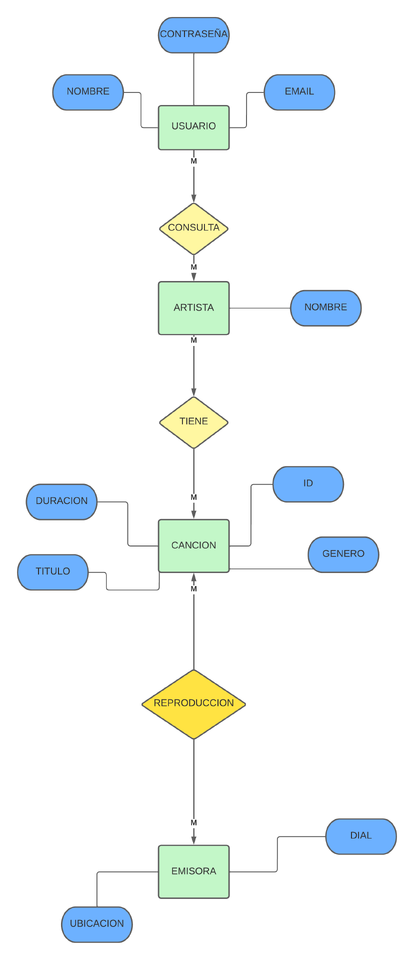 CONTRASEÑA
NOMBRE
EMAIL
USUARIO
M
CONSULTA
M
ARTISTA
NOMBRE
M
TIENE
ID
M
DURACION
CANCION
GENERO
TITULO
M
REPRODUCCION
M
DIAL
EMISORA
UBICACION